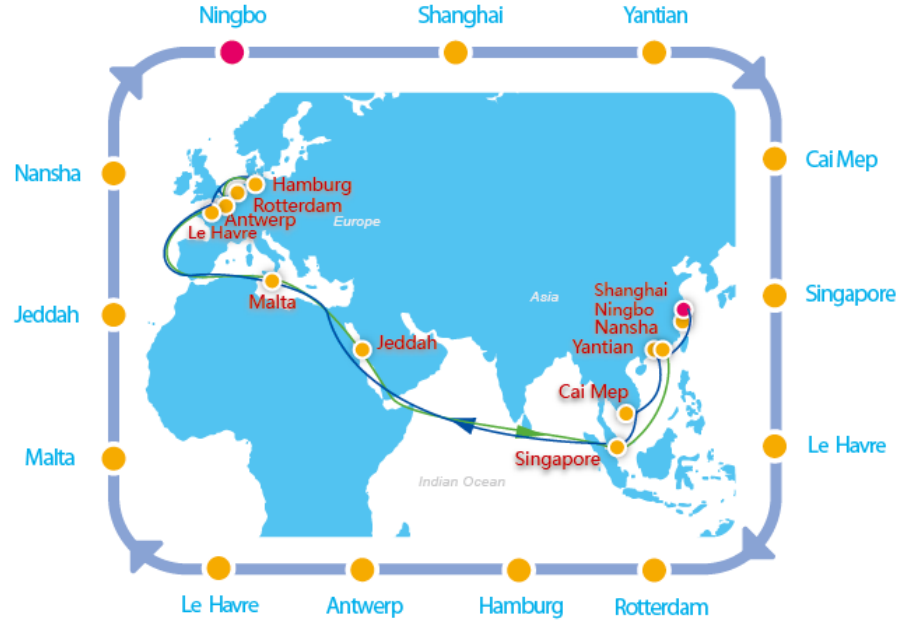 Ningbo
Shanghai
Yantian
Nansha
Cai Mep
Hamburg
Rotterdam
Antwerp
Le Havre
Europe
Malta
Asia
Shanghai
Ningbo
Nansha
Singapore
Jeddah
Jeddah
Yantian
Cai Mep
Malta
Singapore
Le Havre
Indian Ocean
Le Havre
Antwerp
Hamburg
Rotterdam